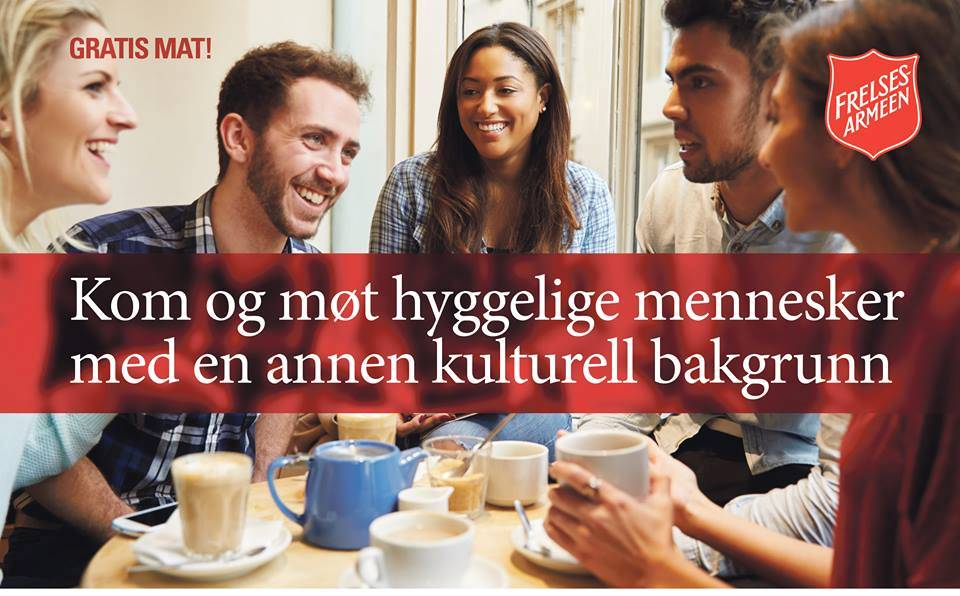 GRATIS MAT!
FRELSES-
ARMEEN
Kom og møt hyggelige mennesker
med en annen kulturell bakgrunn